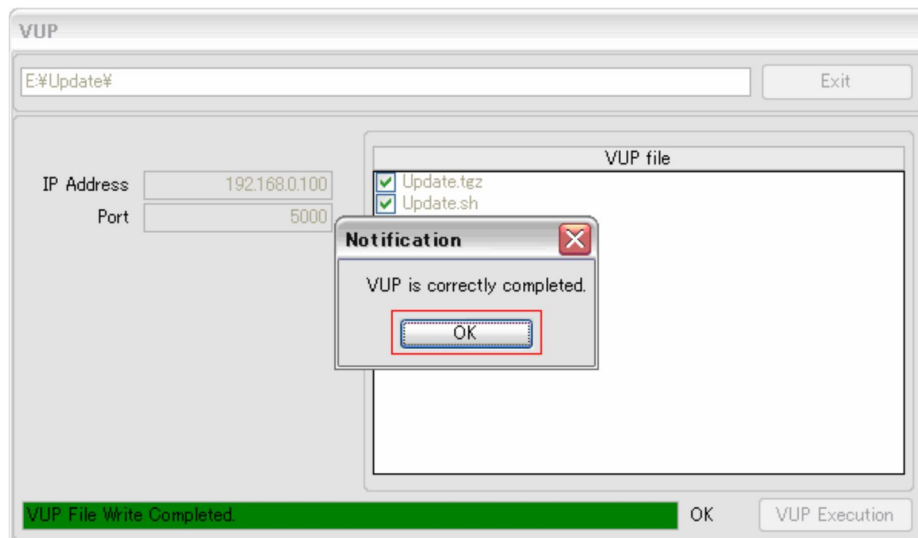 VUP
E:¥Update¥
Exit
VUP file
IP Address 192.168.0.100
Port 5000
Update.tgz
Update.sh
Notification
VUP is correctly completed.
OK
VUP File Write Completed.
OK
VUP Execution